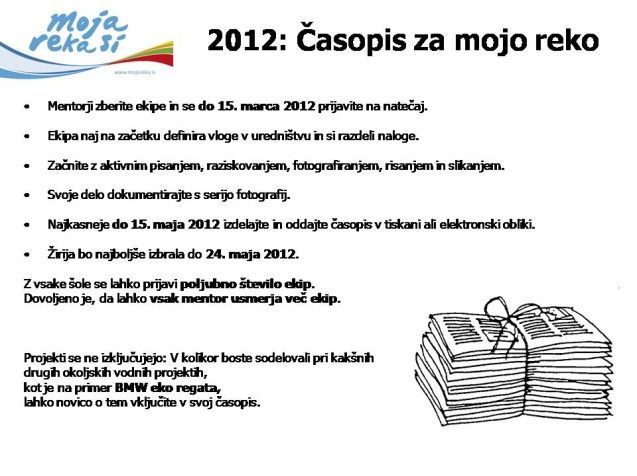 moja
reka si
www.mojareka.si
2012: Časopis za mojo reko
• Mentorji zberite ekipe in se do 15. marca 2012 prijavite na natečaj.
• Ekipa naj na začetku definira vloge v uredništvu in si razdeli naloge.
• Začnite z aktivnim pisanjem, raziskovanjem, fotografiranjem, risanjem in slikanjem.
• Svoje delo dokumentirajte s serijo fotografij.
• Najkasneje do 15. maja 2012 izdelajte in oddajte časopis v tiskani ali elektronski obliki.
• Žirija bo najboljše izbrala do 24. maja 2012.
Z vsake šole se lahko prijavi poljubno število ekip.
Dovoljeno je, da lahko vsak mentor usmerja več ekip.
Projekti se ne izključujejo: V kolikor boste sodelovali pri kakšnih
drugih okoljskih vodnih projektih,
kot je na primer BMW eko regata,
lahko novico o tem vključite v svoj časopis.